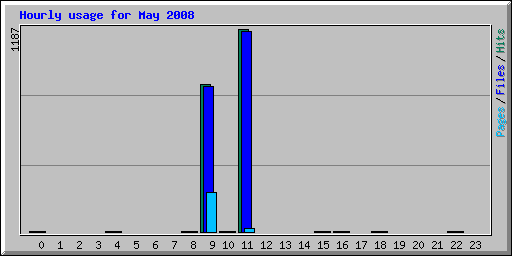 Hourly usage for May 2008
1187
Pages/Files/Hits
0 1 2 3 4 5 6 7 8 9 10 11 12 13 14 15 16 17 18 19 20 21 22 23